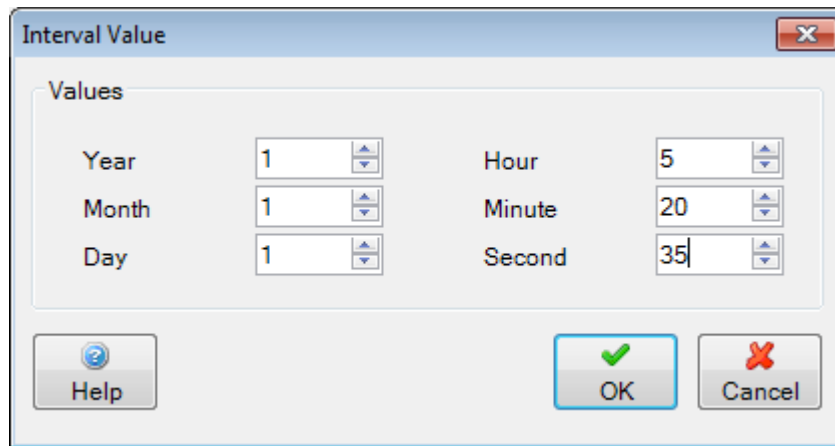 Interval Value
Values
Year 1 Hour 5
Month 1 Minute 20
Day 1 Second 35
Help OK Cancel